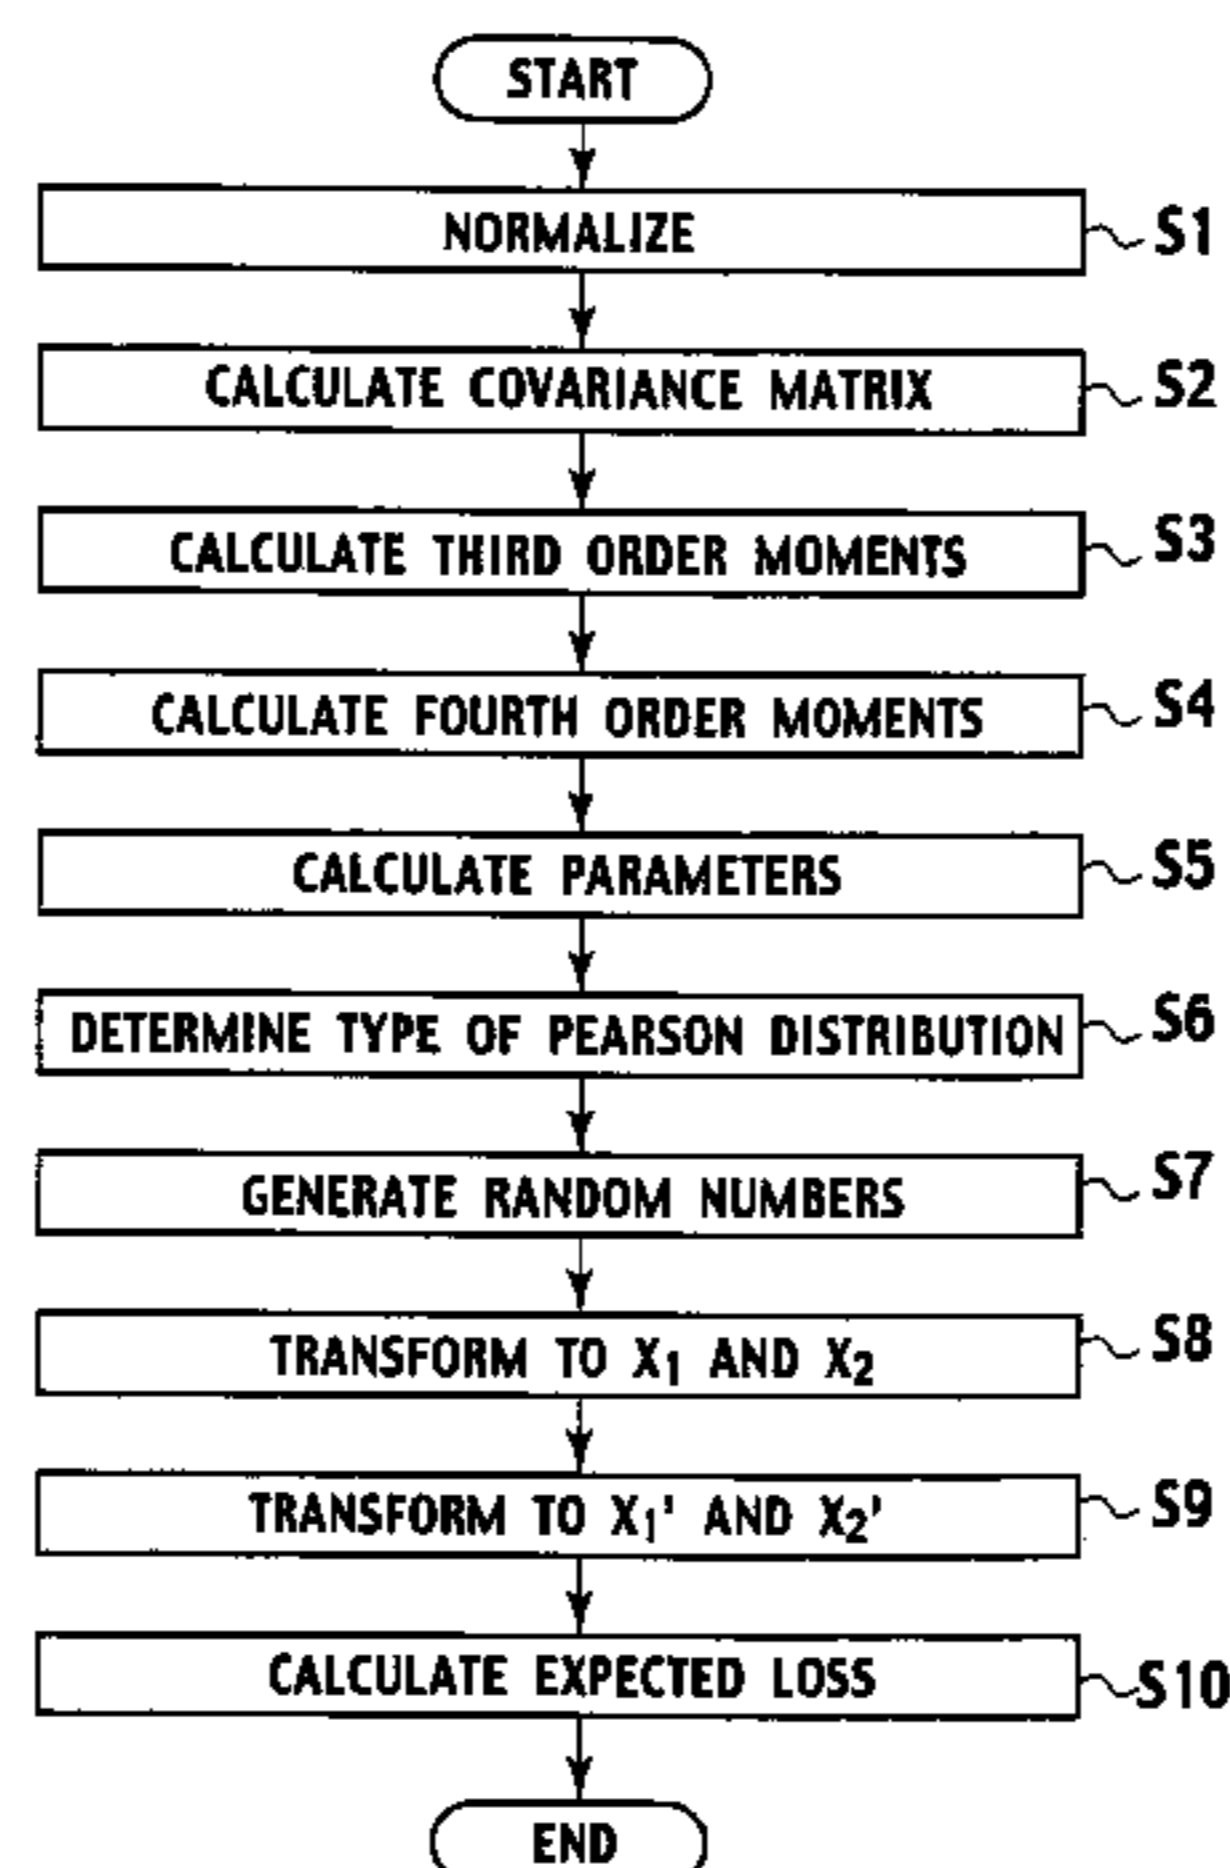 START
NORMALIZE
S1
CALCULATE COVARIANCE MATRIX
S2
CALCULATE THIRD ORDER MOMENTS
S3
CALCULATE FOURTH ORDER MOMENTS
S4
CALCULATE PARAMETERS
S5
DETERMINE TYPE OF PEARSON DISTRIBUTION
S6
GENERATE RANDOM NUMBERS
S7
TRANSFORM TO X₁ AND X₂
S8
TRANSFORM TO X₁' AND X₂'
S9
CALCULATE EXPECTED LOSS
S10
END